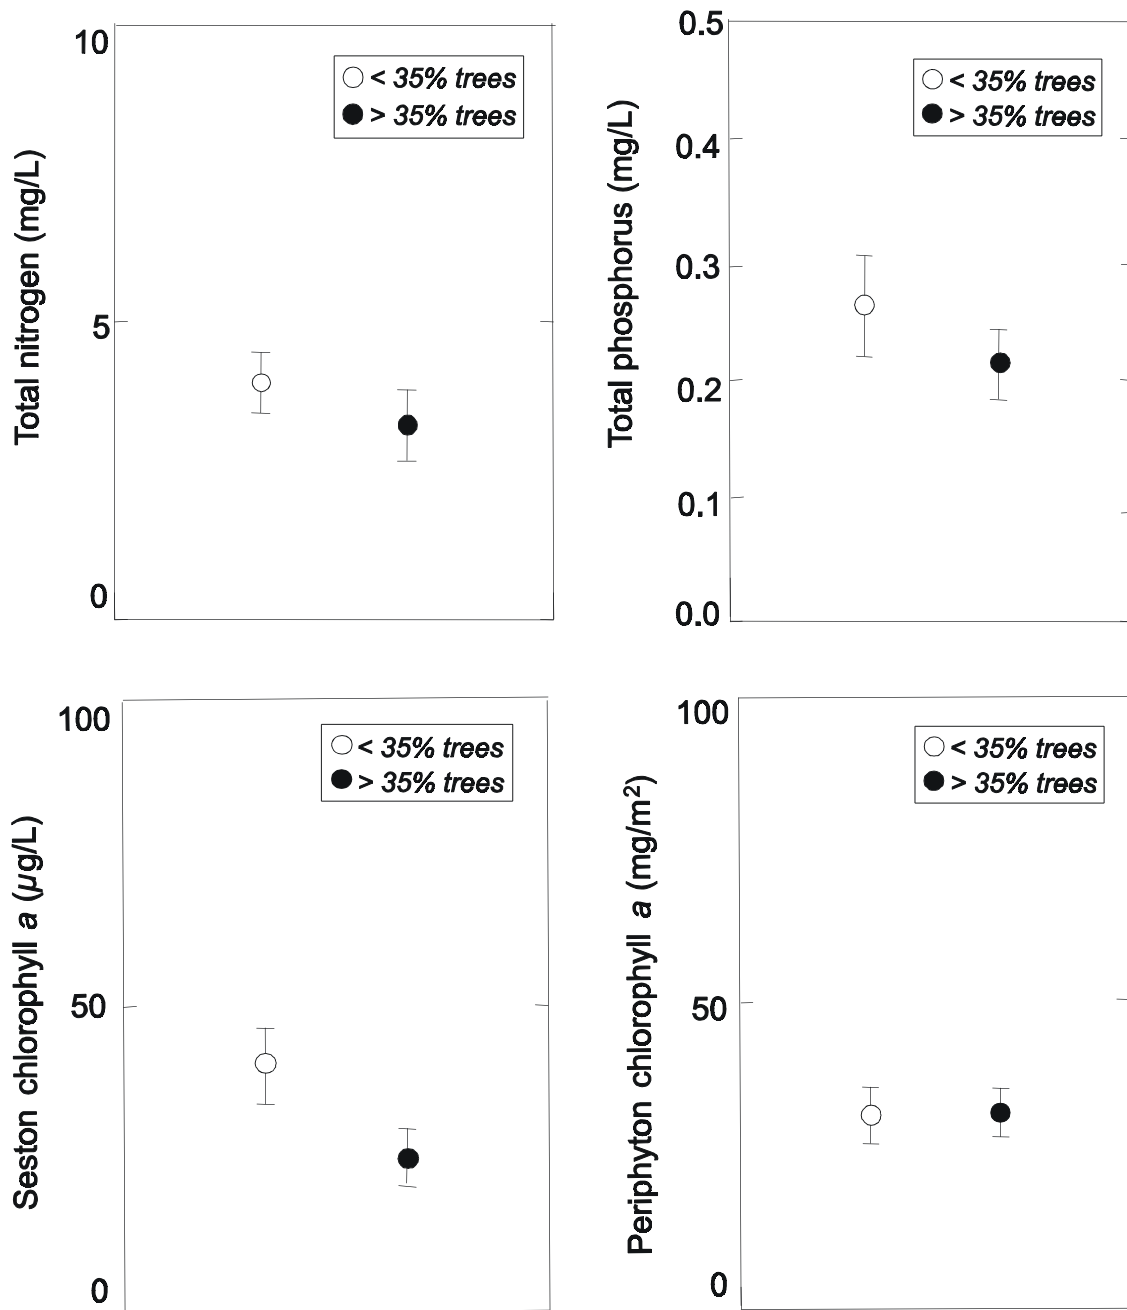 Total nitrogen (mg/L)
10
5
0
< 35% trees
> 35% trees
Total phosphorus (mg/L)
0.5
0.4
0.3
0.2
0.1
0.0
< 35% trees
> 35% trees
Seston chlorophyll a (µg/L)
100
50
0
< 35% trees
> 35% trees
Periphyton chlorophyll a (mg/m²)
100
50
0
< 35% trees
> 35% trees